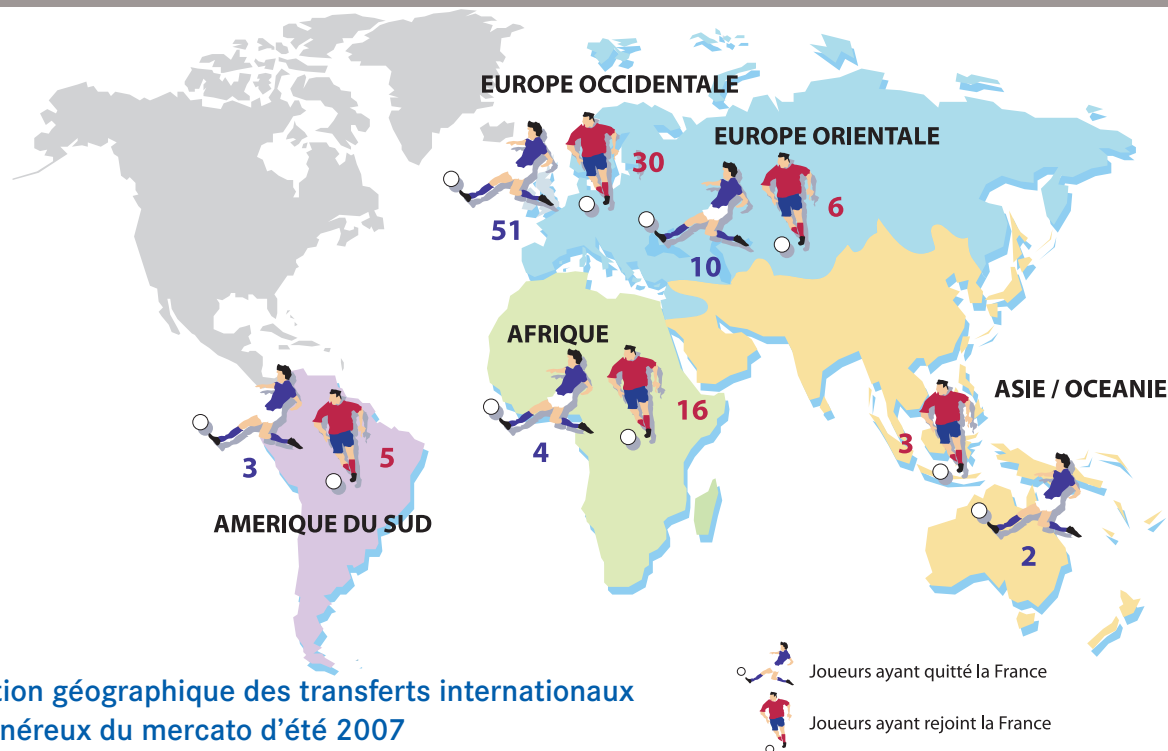 EUROPE OCCIDENTALE
30
51
EUROPE ORIENTALE
6
10
AFRIQUE
16
4
ASIE / OCEANIE
3
2
5
3
AMERIQUE DU SUD
géographique des transferts internationaux
du mercato d'été 2007
Joueurs ayant quitté la France
Joueurs ayant rejoint la France